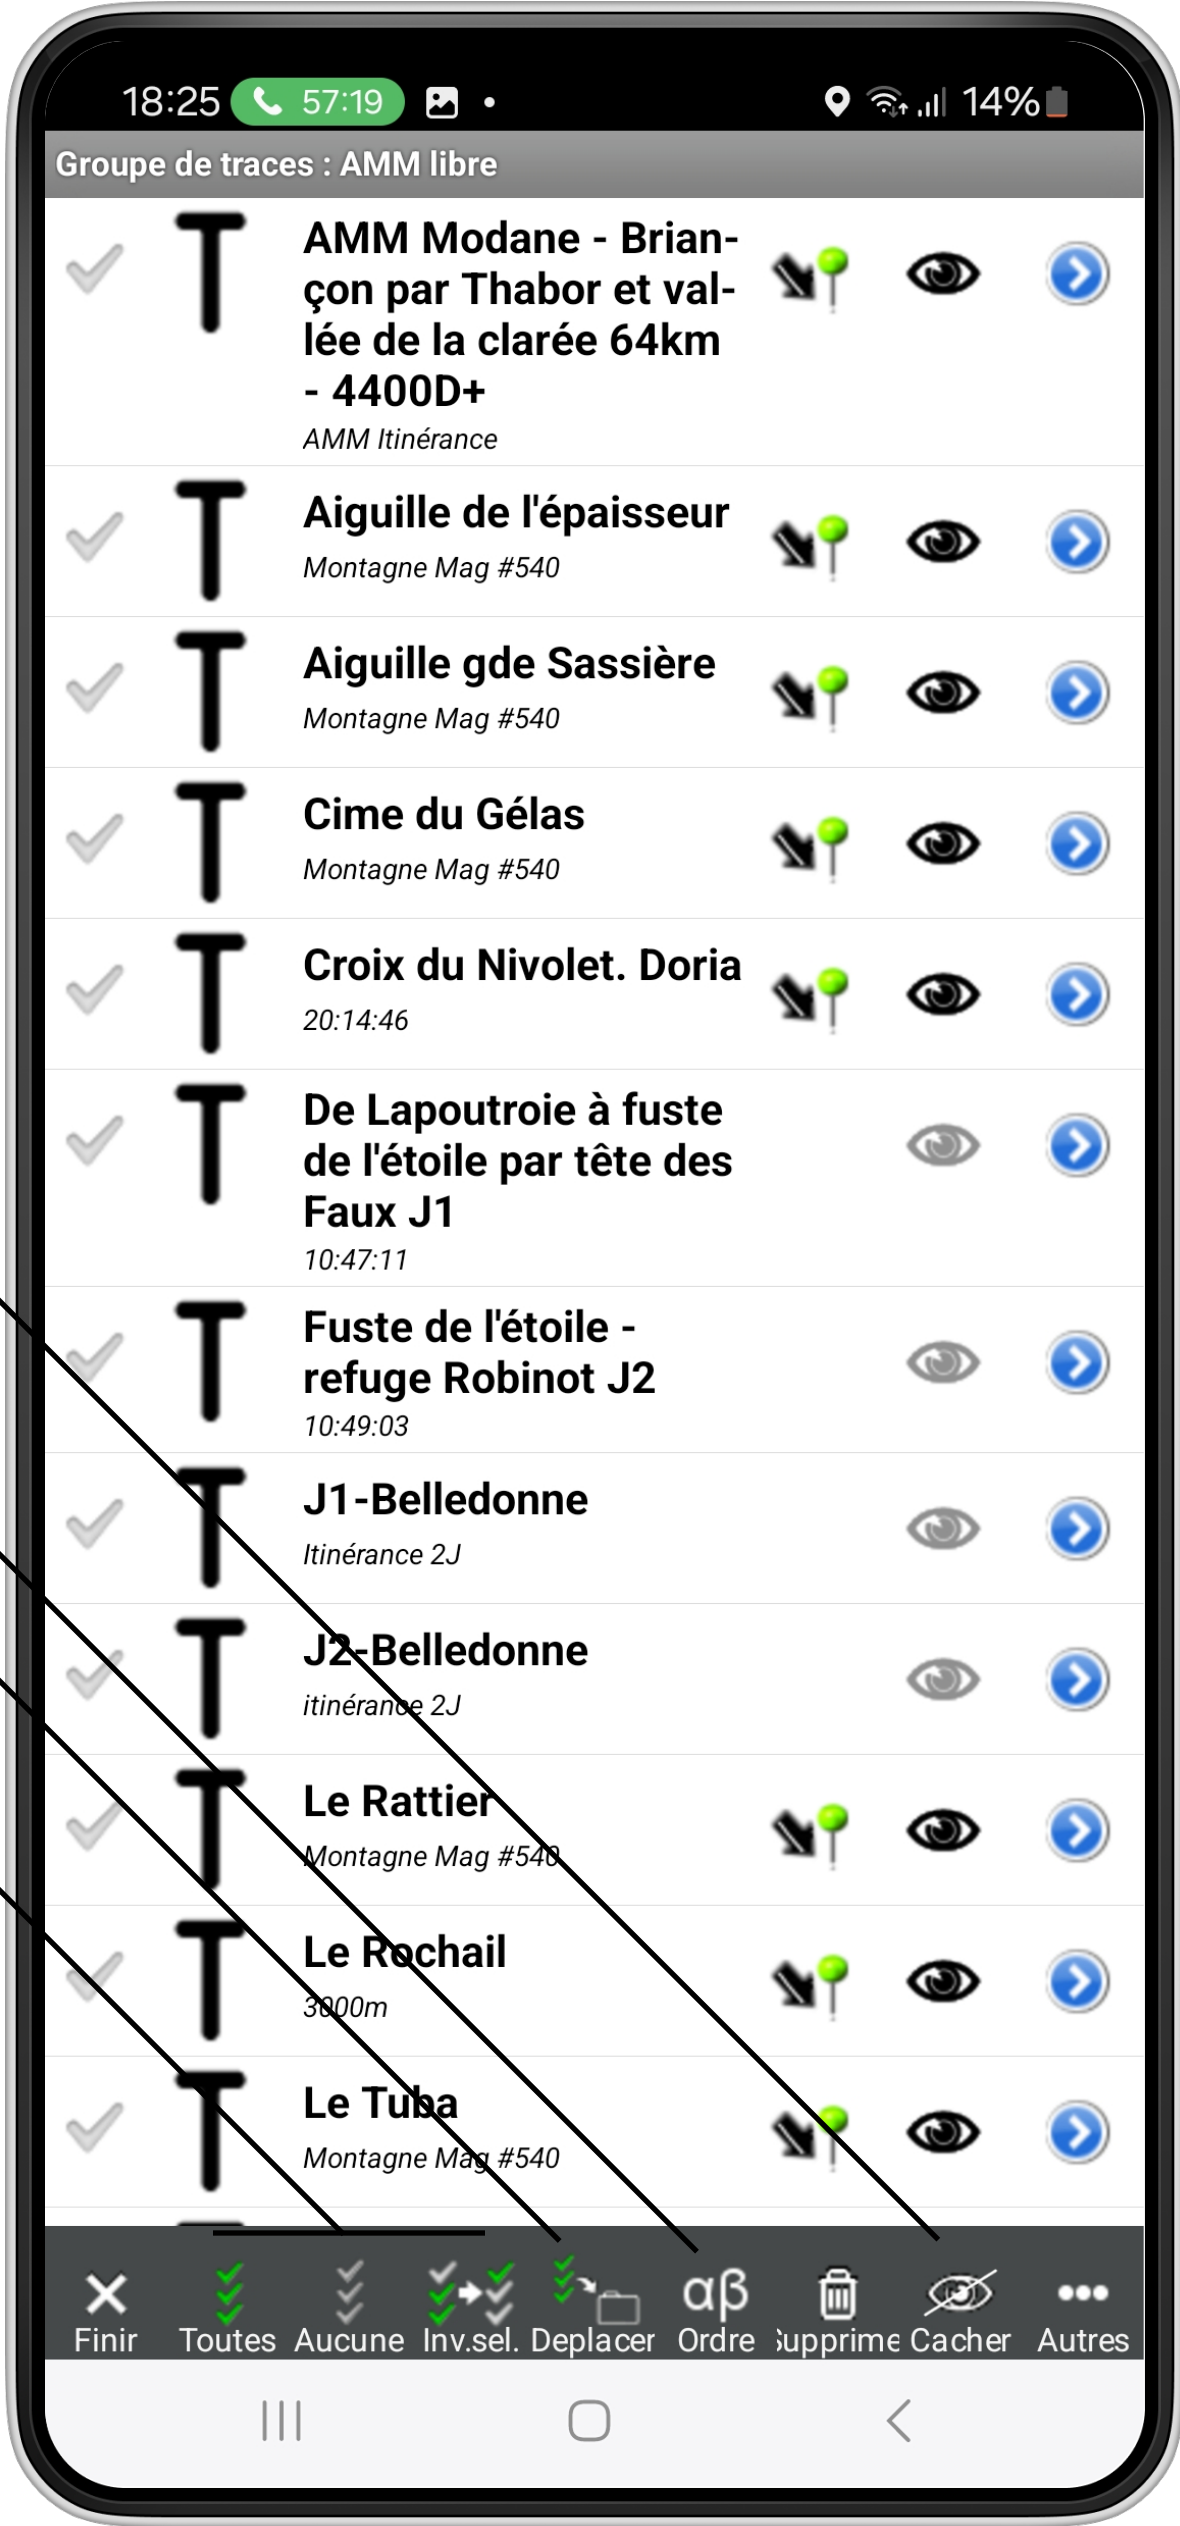 18:25 57:19 14%
Groupe de traces : AMM libre
AMM Modane - Brian-
çon par Thabor et val-
lée de la clarée 64km
- 4400D+
AMM Itinérance
Aiguille de l'épaisseur
Montagne Mag #540
Aiguille gde Sassière
Montagne Mag #540
Cime du Gélas
Montagne Mag #540
Croix du Nivolet. Doria
20:14:46
De Lapoutroie à fuste
de l'étoile par tête des
Faux J1
10:47:11
Fuste de l'étoile -
refuge Robinot J2
10:49:03
J1-Belledonne
Itinérance 2J
J2-Belledonne
itinérance 2J
Le Rattier
Montagne Mag #540
Le Rochail
3000m
Le Tuba
Montagne Mag #540
αβ
Finir Toutes Aucune Inv.sel. Deplacer Ordre Supprime Cacher Autres